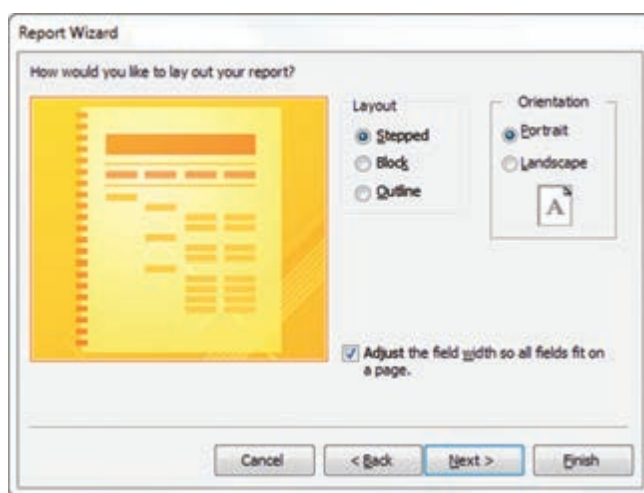 Report Wizard
How would you like to lay out your report?
Layout
Stepped
Block
Outline
Orientation
Portrait
Landscape
A
Adjust the field width so all fields fit on
a page.
Cancel
< Back
Next >
Finish